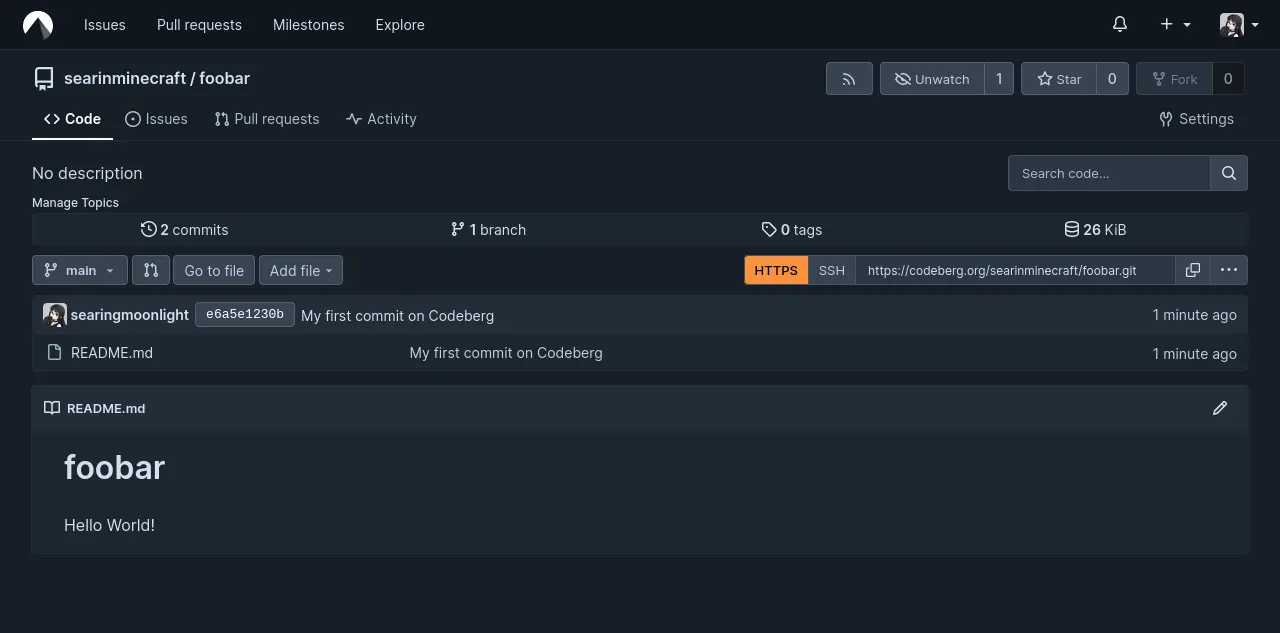 Issues Pull requests Milestones Explore
searinminecraft / foobar Unwatch 1 Star 0 Fork 0
Code Issues Pull requests Activity Settings
No description Search code...
Manage Topics
2 commits 1 branch 0 tags 26 KiB
main Go to file Add file HTTPS SSH https://codeberg.org/searinminecraft/foobar.git
searingmoonlight e6a5e1230b My first commit on Codeberg 1 minute ago
README.md My first commit on Codeberg 1 minute ago
README.md
foobar
Hello World!